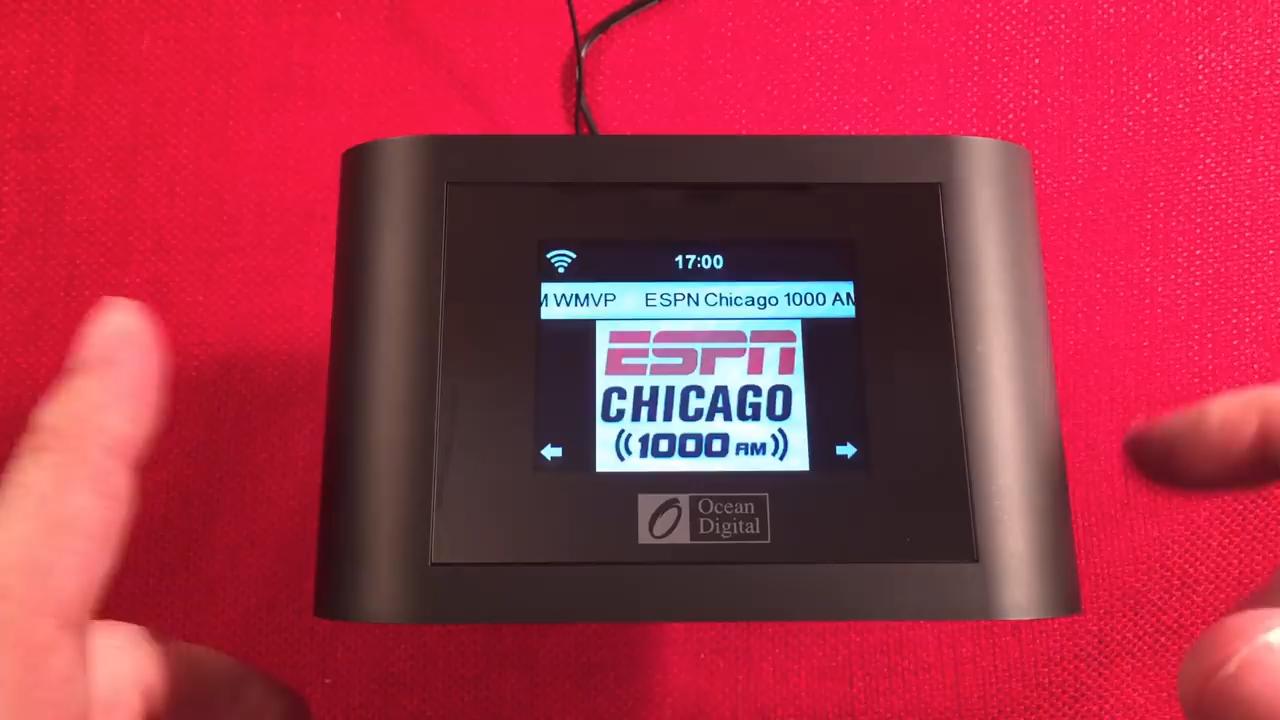 17:00
M WMVP ESPN Chicago 1000 AM
ESPN
CHICAGO
1000 AM
Ocean
Digital